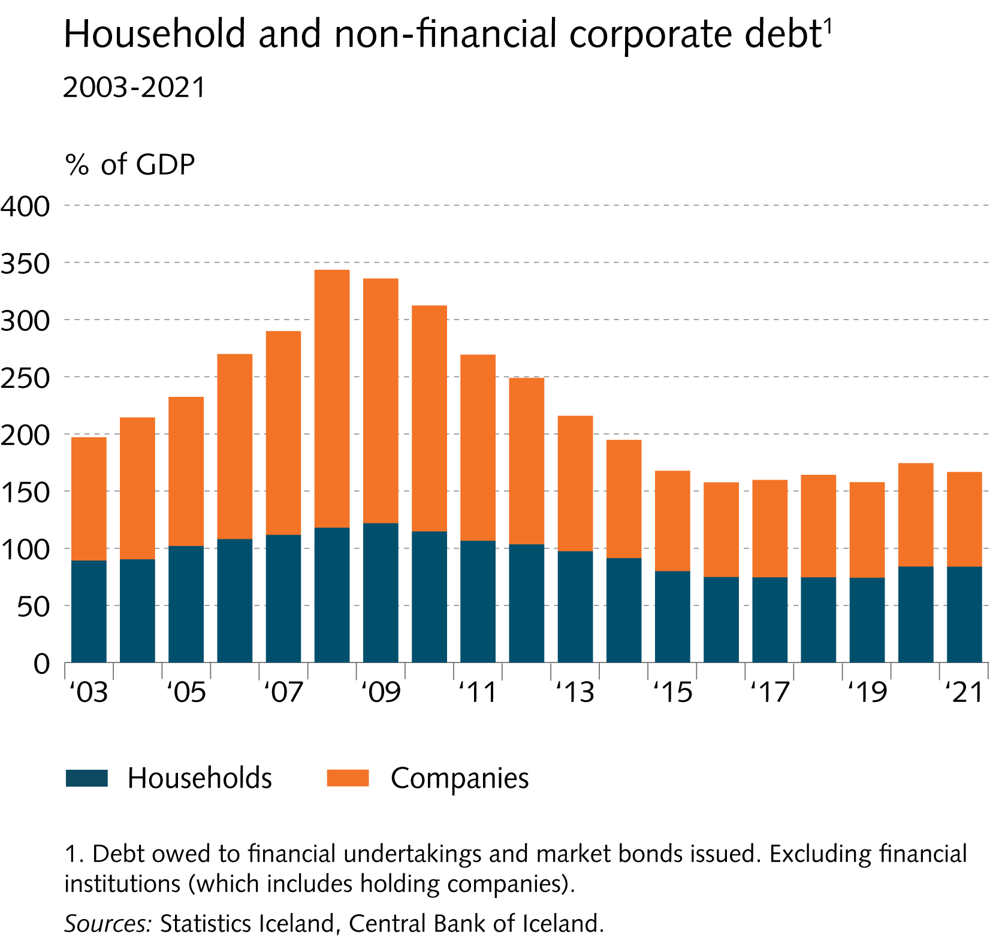 Household and non-financial corporate debt¹
2003-2021
% of GDP
400
350
300
250
200
150
100
50
0
‘03 ‘05 ‘07 ‘09 ‘11 ‘13 ‘15 ‘17 ‘19 ‘21
Households Companies
1. Debt owed to financial undertakings and market bonds issued. Excluding financial
institutions (which includes holding companies).
Sources: Statistics Iceland, Central Bank of Iceland.